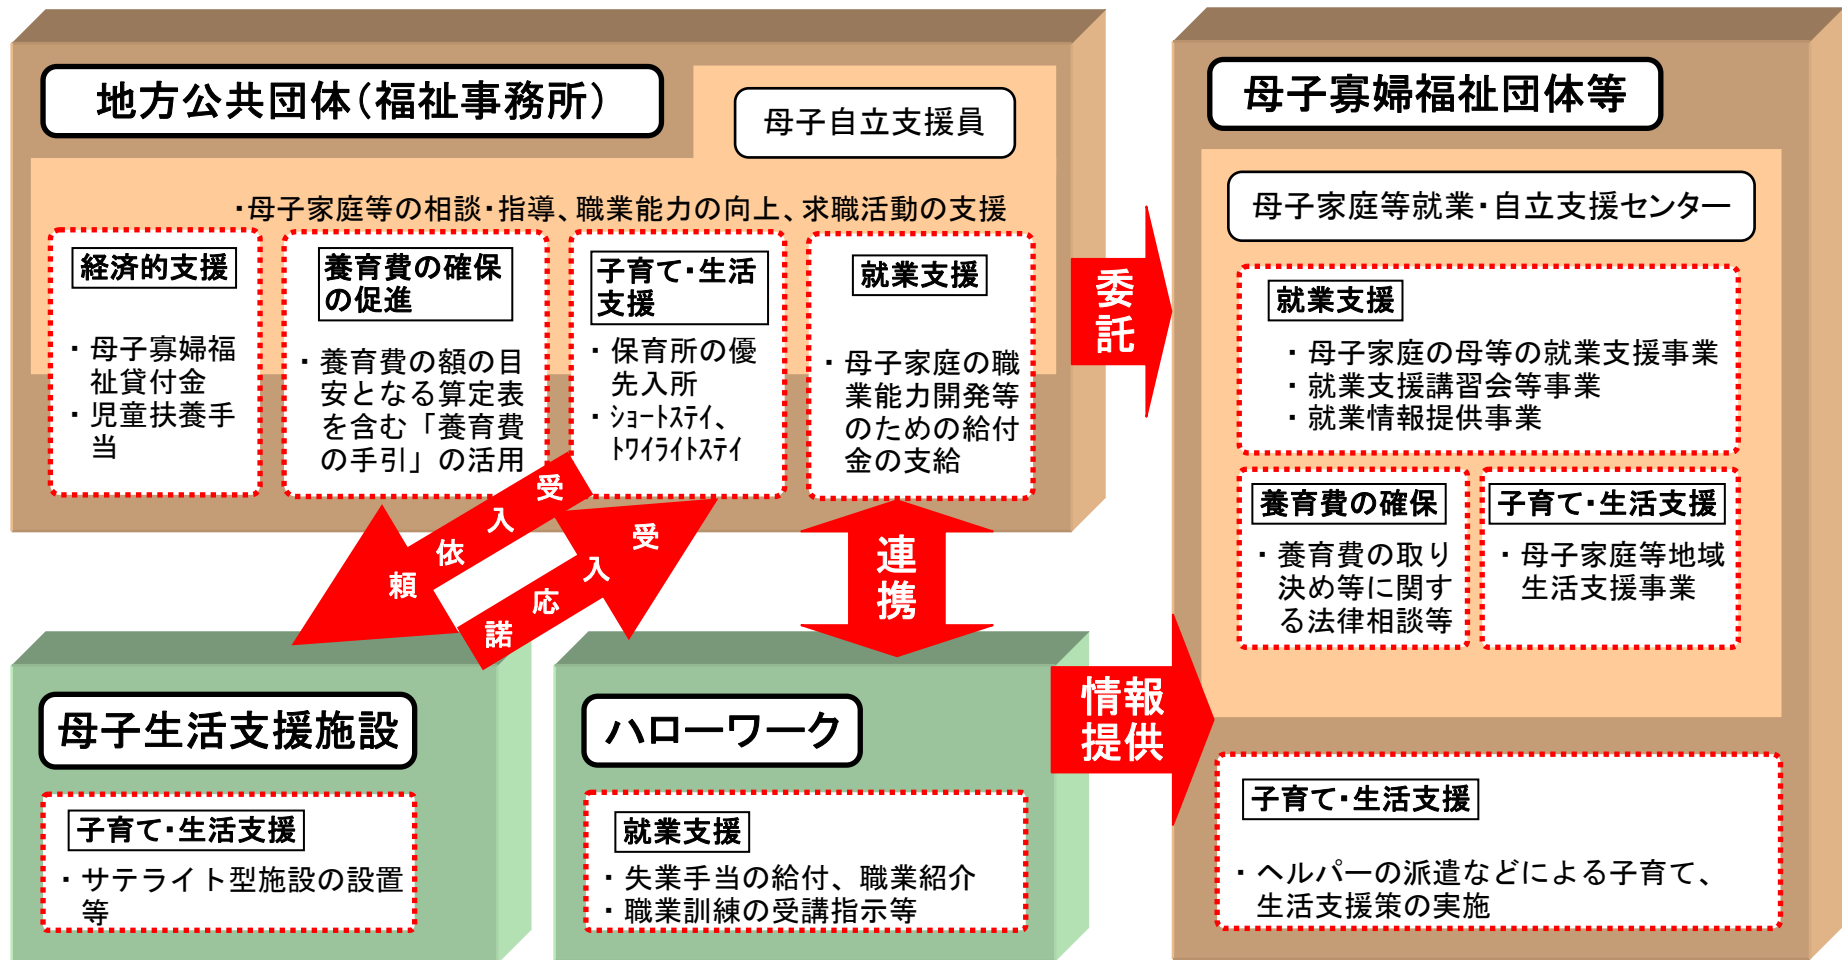 地方公共団体（福祉事務所）
母子自立支援員
・母子家庭等の相談・指導、職業能力の向上、求職活動の支援
経済的支援
・母子寡婦福
祉貸付金
・児童扶養手
当
養育費の確保
の促進
・養育費の額の目
安となる算定表
を含む「養育費
の手引」の活用
子育て・生活
支援
・保育所の優
先入所
・ｼｮｰﾄｽﾃｲ、
ﾄﾜｲﾗｲﾄｽﾃｲ
就業支援
・母子家庭の職
業能力開発等
のための給付
金の支給
委託
母子寡婦福祉団体等
母子家庭等就業・自立支援センター
就業支援
・母子家庭の母等の就業支援事業
・就業支援講習会等事業
・就業情報提供事業
養育費の確保
・養育費の取り
決め等に関す
る法律相談等
子育て・生活支援
・母子家庭等地域
生活支援事業
子育て・生活支援
・ヘルパーの派遣などによる子育て、
生活支援策の実施
受入依頼
受入応諾
連携
情報
提供
母子生活支援施設
子育て・生活支援
・サテライト型施設の設置
等
ハローワーク
就業支援
・失業手当の給付、職業紹介
・職業訓練の受講指示等